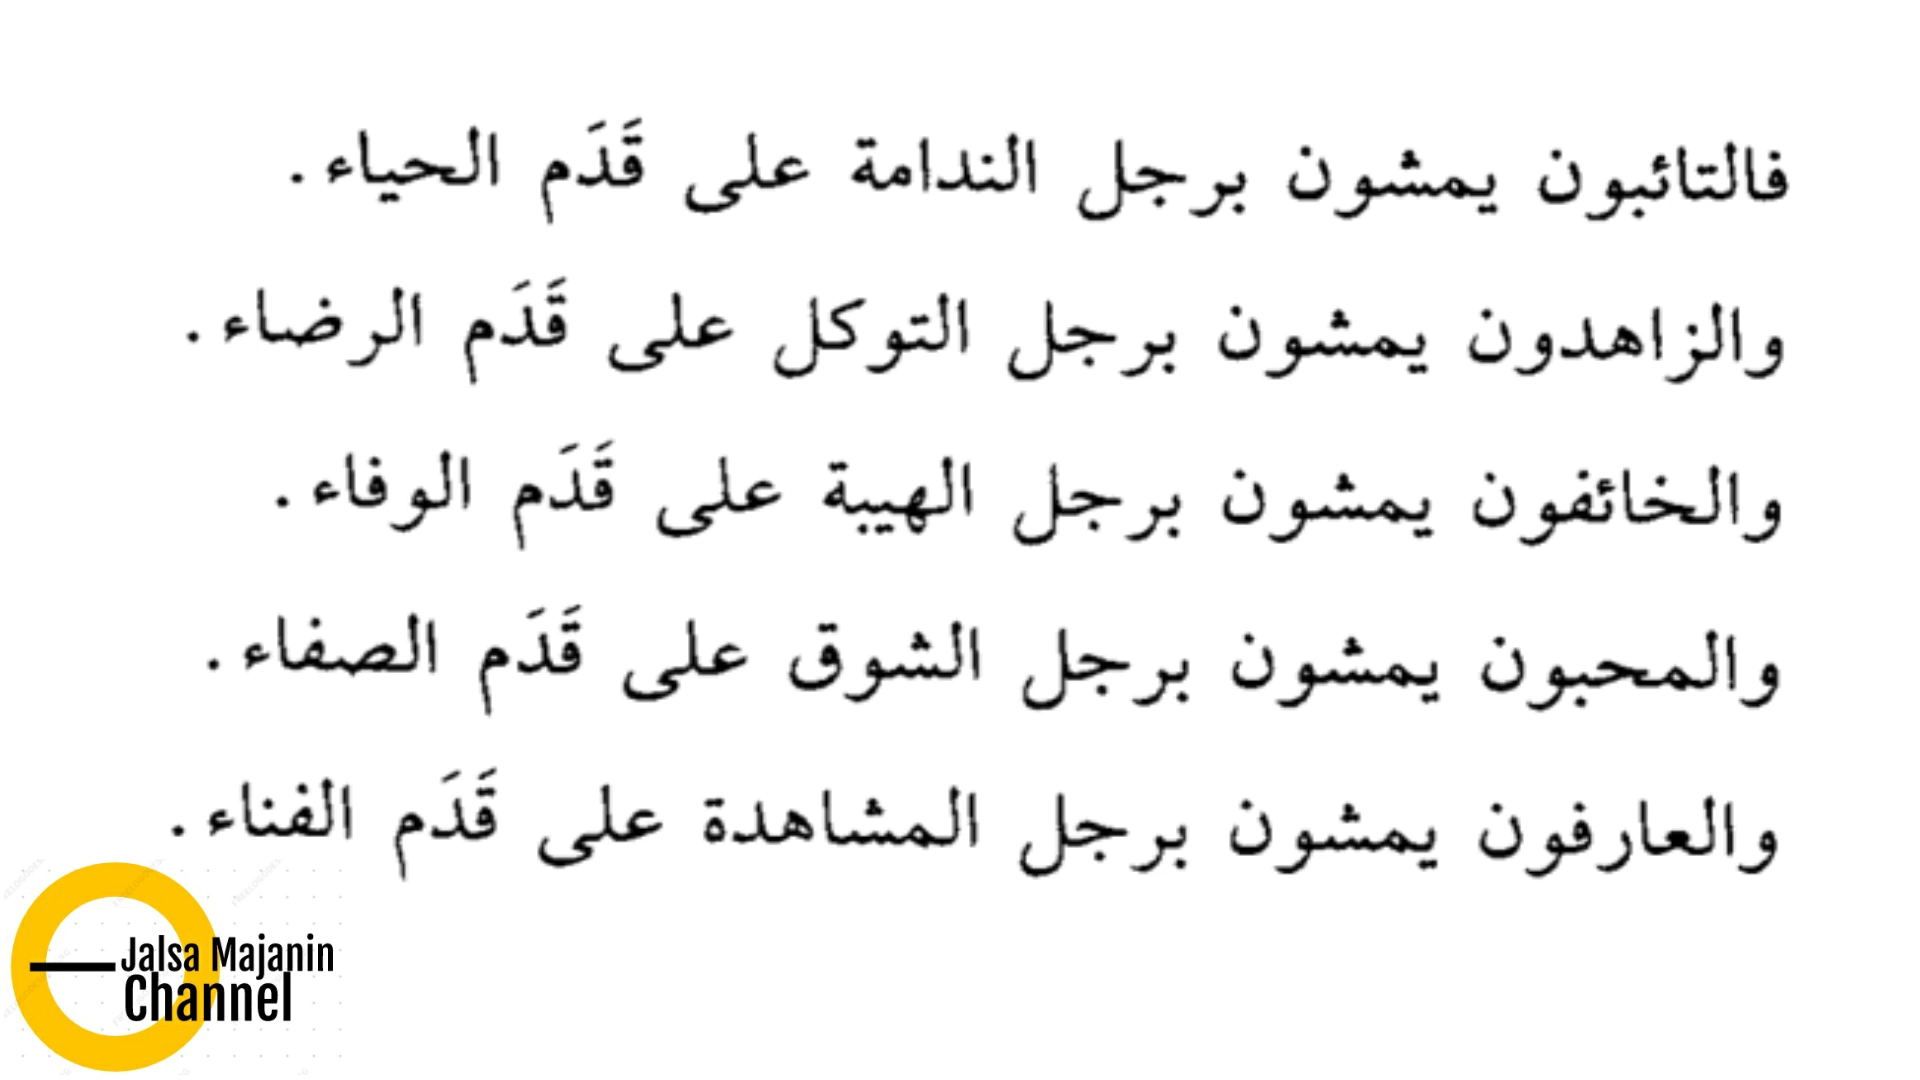 فالتائبون يمشون برجل الندامة على قَدَم الحياء.
والزاهدون يمشون برجل التوكل على قَدَم الرضاء.
والخائفون يمشون برجل الهيبة على قَدَم الوفاء.
والمحبون يمشون برجل الشوق على قَدَم الصفاء.
والعارفون يمشون برجل المشاهدة على قَدَم الفناء.
Jalsa Majanin
Channel